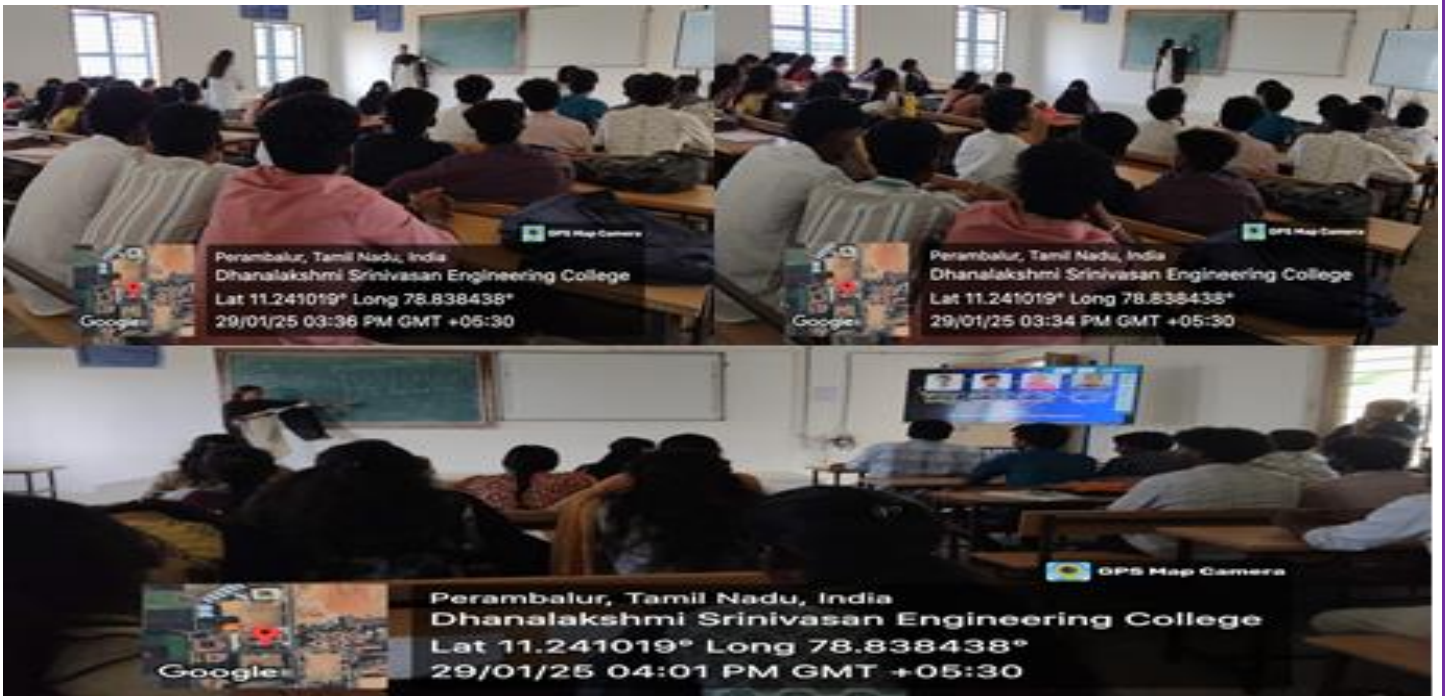 GPS Map Camera
Perambalur, Tamil Nadu, India
Dhanalakshmi Srinivasan Engineering College
Lat 11.241019° Long 78.838438°
29/01/25 03:36 PM GMT +05:30
Google
GPS Map Camera
Perambalur, Tamil Nadu, India
Dhanalakshmi Srinivasan Engineering College
Lat 11.241019° Long 78.838438°
29/01/25 03:34 PM GMT +05:30
Google
GPS Map Camera
Perambalur, Tamil Nadu, India
Dhanalakshmi Srinivasan Engineering College
Lat 11.241019° Long 78.838438°
29/01/25 04:01 PM GMT +05:30
Google